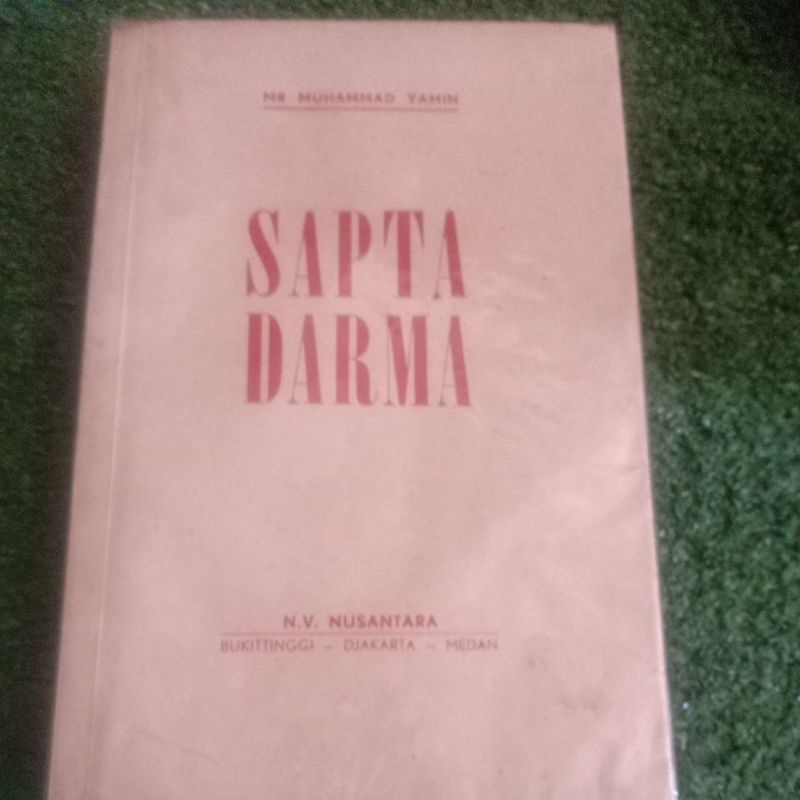 MR MUHAMMAD YAMIN
SAPTA
DARMA
N.V. NUSANTARA
BUKITTINGGI – DJAKARTA – MEDAN